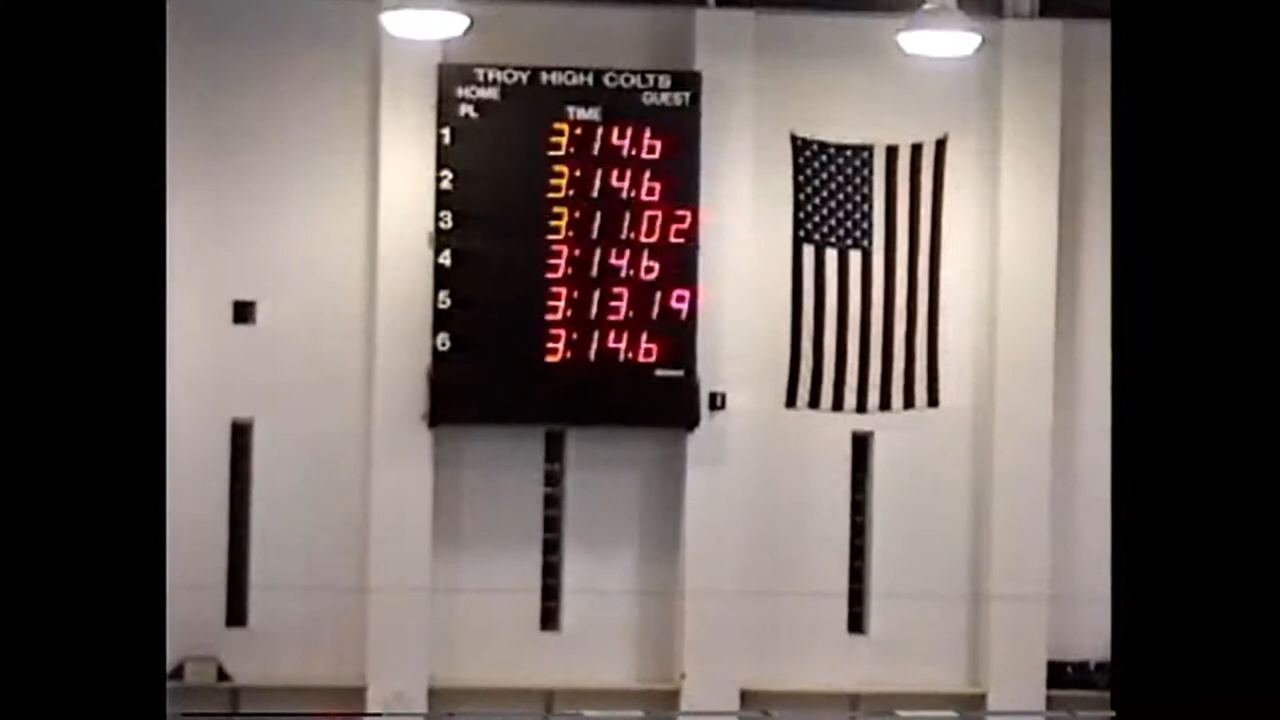 TROY HIGH COLTS
HOME GUEST
PL TIME
1 3:14.6
2 3:14.6
3 3:11.02
4 3:14.6
5 3:13.19
6 3:14.6